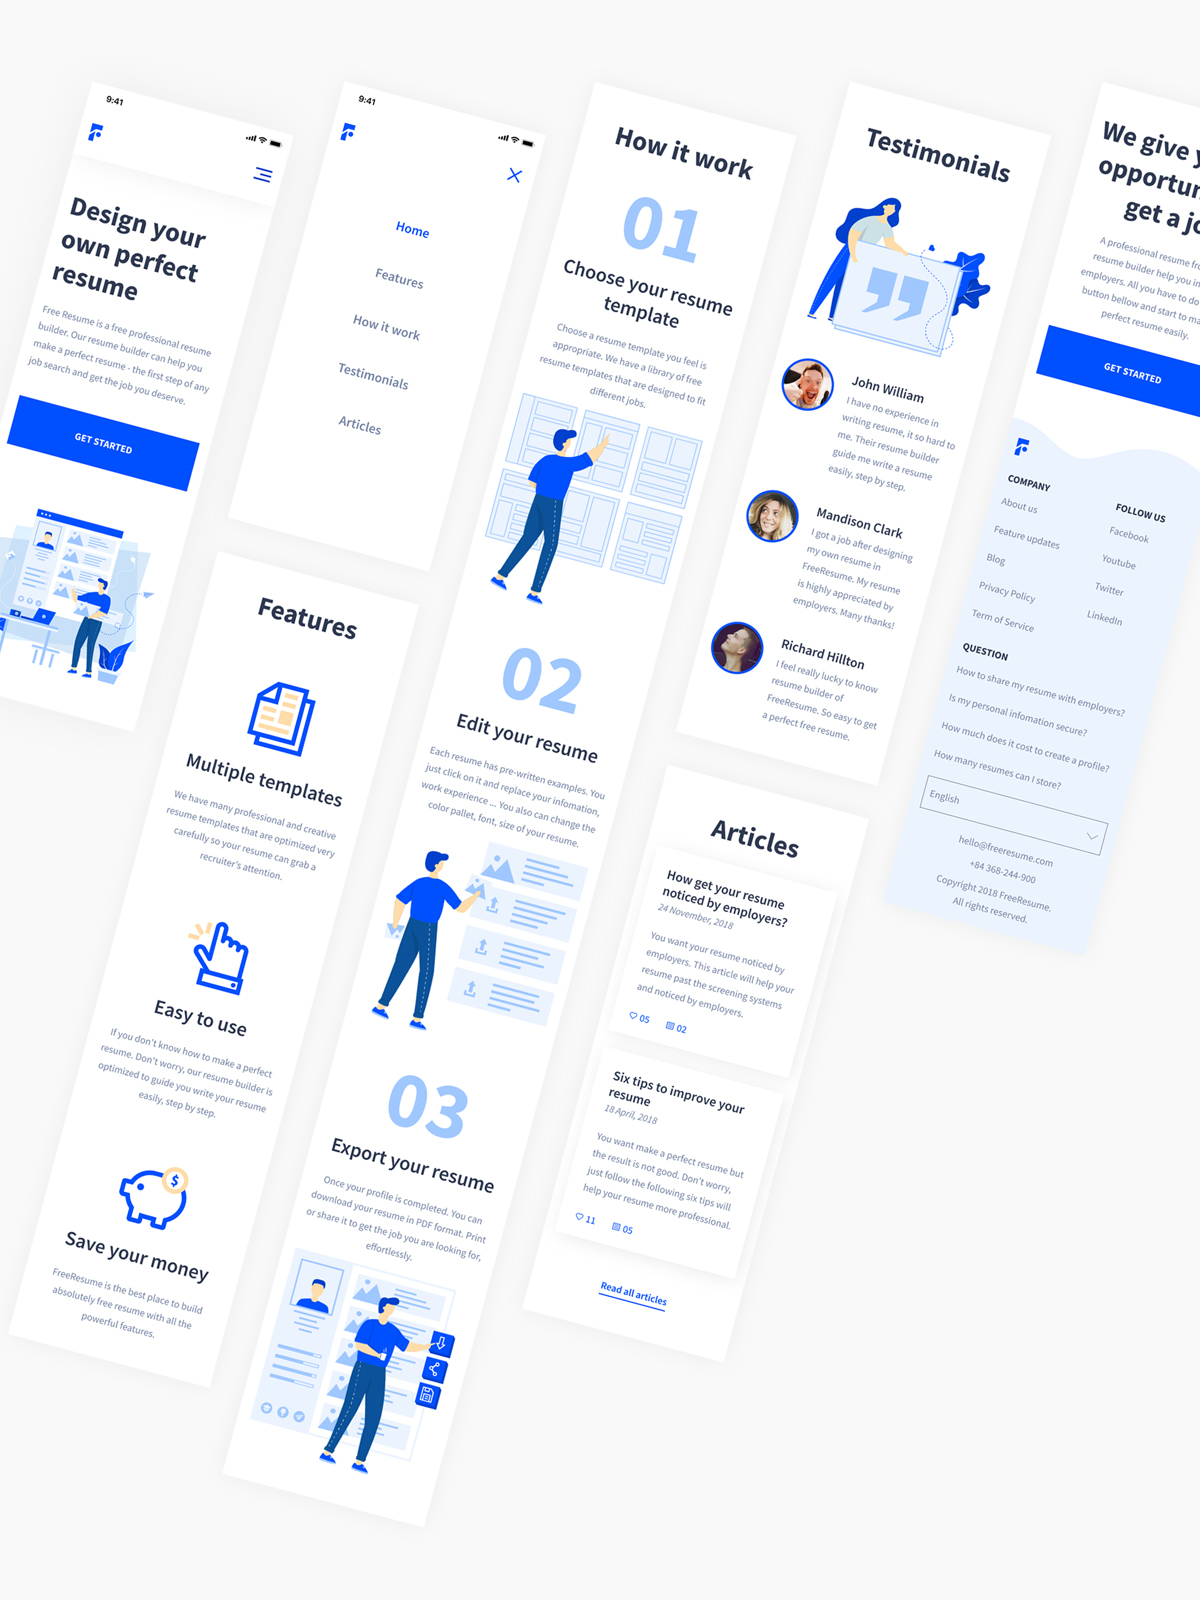 9:41
Design your
own perfect
resume
Free Resume is a free professional resume
builder. Our resume builder can help you
make a perfect resume - the first step of any
job search and get the job you deserve.
GET STARTED
9:41
Home
Features
How it work
Testimonials
Articles
Features
Multiple templates
We have many professional and creative
resume templates that are optimized very
carefully so your resume can grab a
recruiter's attention.
Easy to use
If you don't know how to make a perfect
resume. Don't worry, our resume builder is
optimized to guide you write your resume
easily, step by step.
$
Save your money
FreeResume is the best place to build
absolutely free resume with all the
powerful features.
How it work
01
Choose your resume
template
Choose a resume template you feel is
appropriate. We have a library of free
resume templates that are designed to fit
different jobs.
02
Edit your resume
Each resume has pre-written examples. You
just click on it and replace your infomation,
work experience ... You also can change the
color pallet, font, size of your resume.
03
Export your resume
Once your profile is completed. You can
download your resume in PDF format. Print
or share it to get the job you are looking for,
effortlessly.
Testimonials
John William
I have no experience in
writing resume, it so hard to
me. Their resume builder
guide me write a resume
easily, step by step.
Mandison Clark
I got a job after designing
my own resume in
FreeResume. My resume
is highly appreciated by
employers. Many thanks!
Richard Hillton
I feel really lucky to know
resume builder of
FreeResume. So easy to get
a perfect free resume.
Articles
How get your resume
noticed by employers?
24 November, 2018
You want your resume noticed by
employers. This article will help your
resume past the screening systems
and noticed by employers.
05 02
Six tips to improve your
resume
18 April, 2018
You want make a perfect resume but
the result is not good. Don't worry,
just follow the following six tips will
help your resume more professional.
11 05
Read all articles
We give
opportun
get a jo
A professional resume fr
resume builder help you in
employers. All you have to do
button bellow and start to ma
perfect resume easily.
GET STARTED
COMPANY
About us
Feature updates
Blog
Privacy Policy
Term of Service
FOLLOW US
Facebook
Youtube
Twitter
LinkedIn
QUESTION
How to share my resume with employers?
Is my personal infomation secure?
How much does it cost to create a profile?
How many resumes can I store?
English
hello@freeresume.com
+84 368-244-900
Copyright 2018 FreeResume.
All rights reserved.